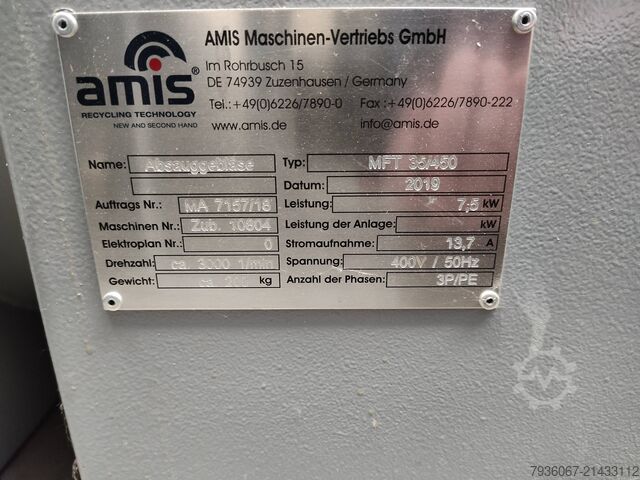 AMIS Maschinen-Vertriebs GmbH
Im Rohrbusch 15
DE 74939 Zuzenhausen / Germany
Tel.:+49(0)6226/7890-0 Fax :+49(0)6226/7890-222
www.amis.de info@amis.de
amis
RECYCLING TECHNOLOGY
NEW AND SECOND HAND
Name: Absauggebläse Typ: MFT 35/450
Datum: 2019
Auftrags Nr.: MA 7157/18 Leistung: 7,5 kW
Maschinen Nr.: Zub. 10604 Leistung der Anlage: kW
Elektroplan Nr.: 0 Stromaufnahme: 13,7 A
Drehzahl: ca. 3000 1/min Spannung: 400V / 50Hz
Gewicht: ca. kg Anzahl der Phasen: 3P/PE
7936067-21433112